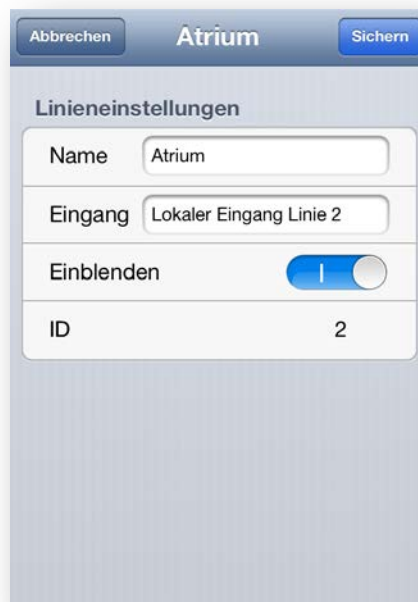 Abbrechen Atrium Sichern
Linieneinstellungen
Name Atrium
Eingang Lokaler Eingang Linie 2
Einblenden
ID 2